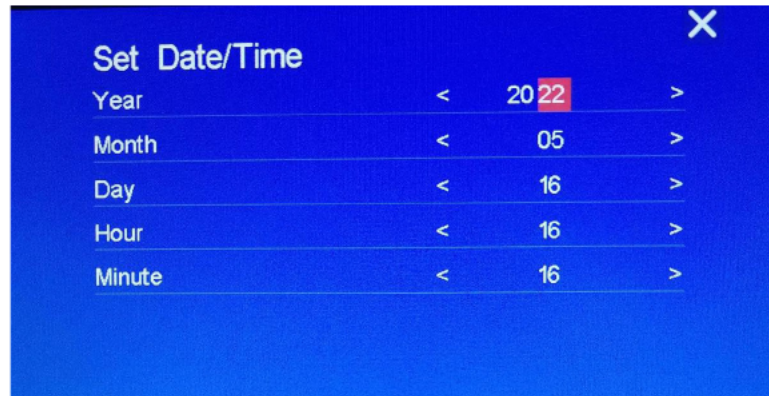 ×
Set Date/Time
Year < 2022 >
Month < 05 >
Day < 16 >
Hour < 16 >
Minute < 16 >